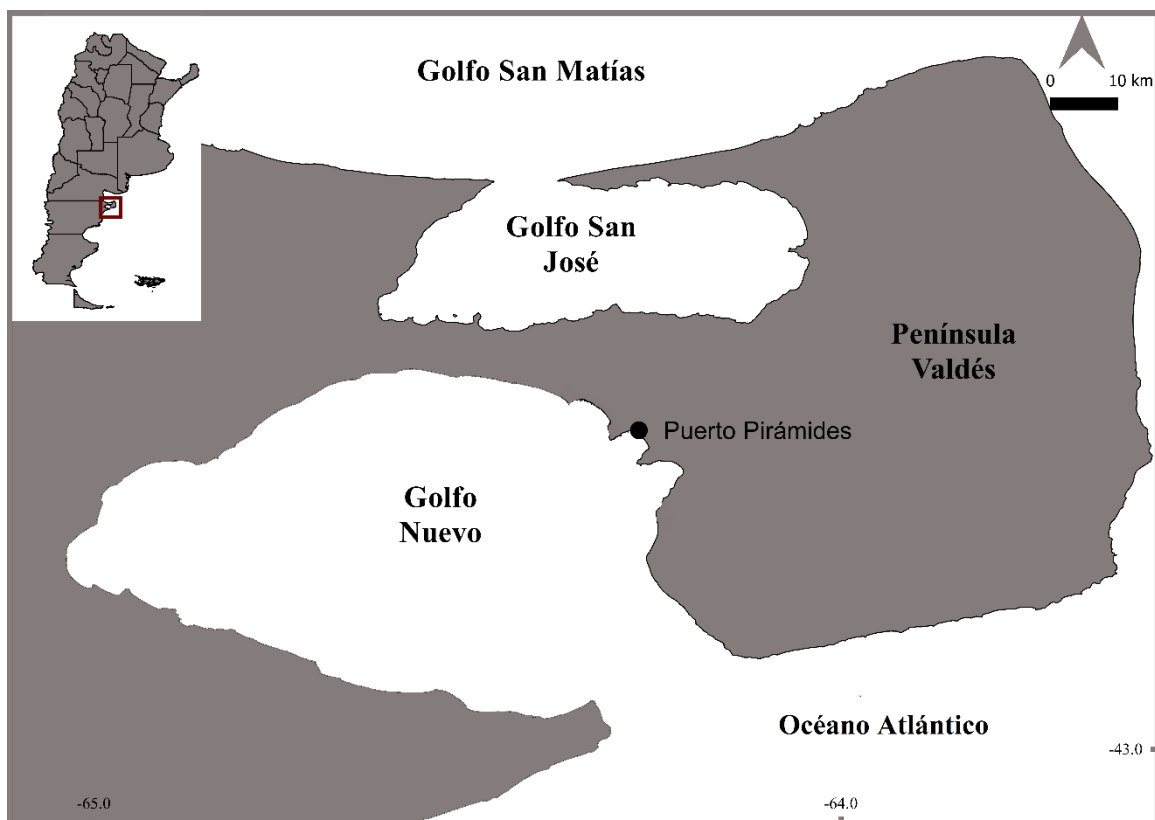 Golfo San Matías
0 10 km
Golfo San
José
Península
Valdés
Puerto Pirámides
Golfo
Nuevo
Océano Atlántico
-43.0
-65.0
-64.0